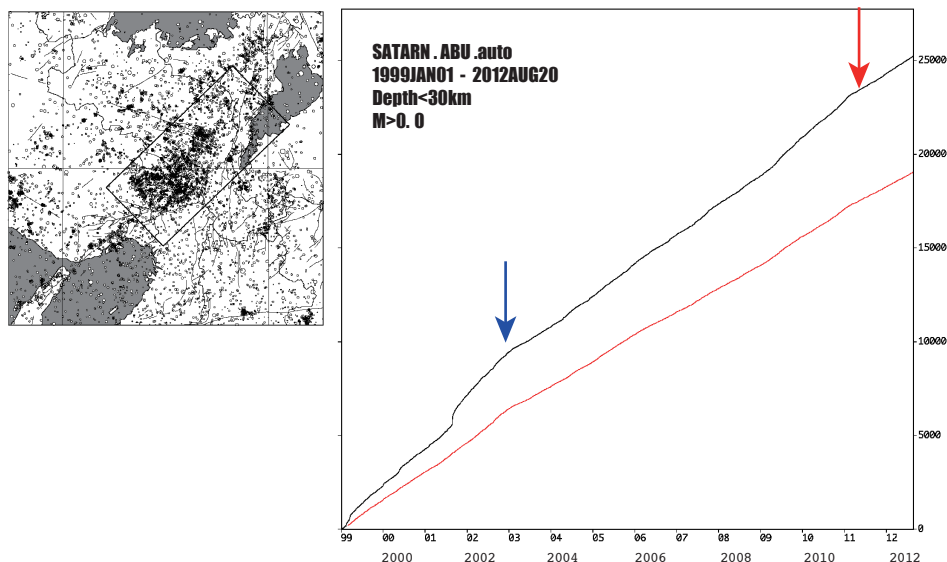 SATARN . ABU .auto
1999JAN01 - 2012AUG20
Depth<30km
M>0. 0
25000
20000
15000
10000
5000
0
99 00 01 02 03 04 05 06 07 08 09 10 11 12
2000 2002 2004 2006 2008 2010 2012